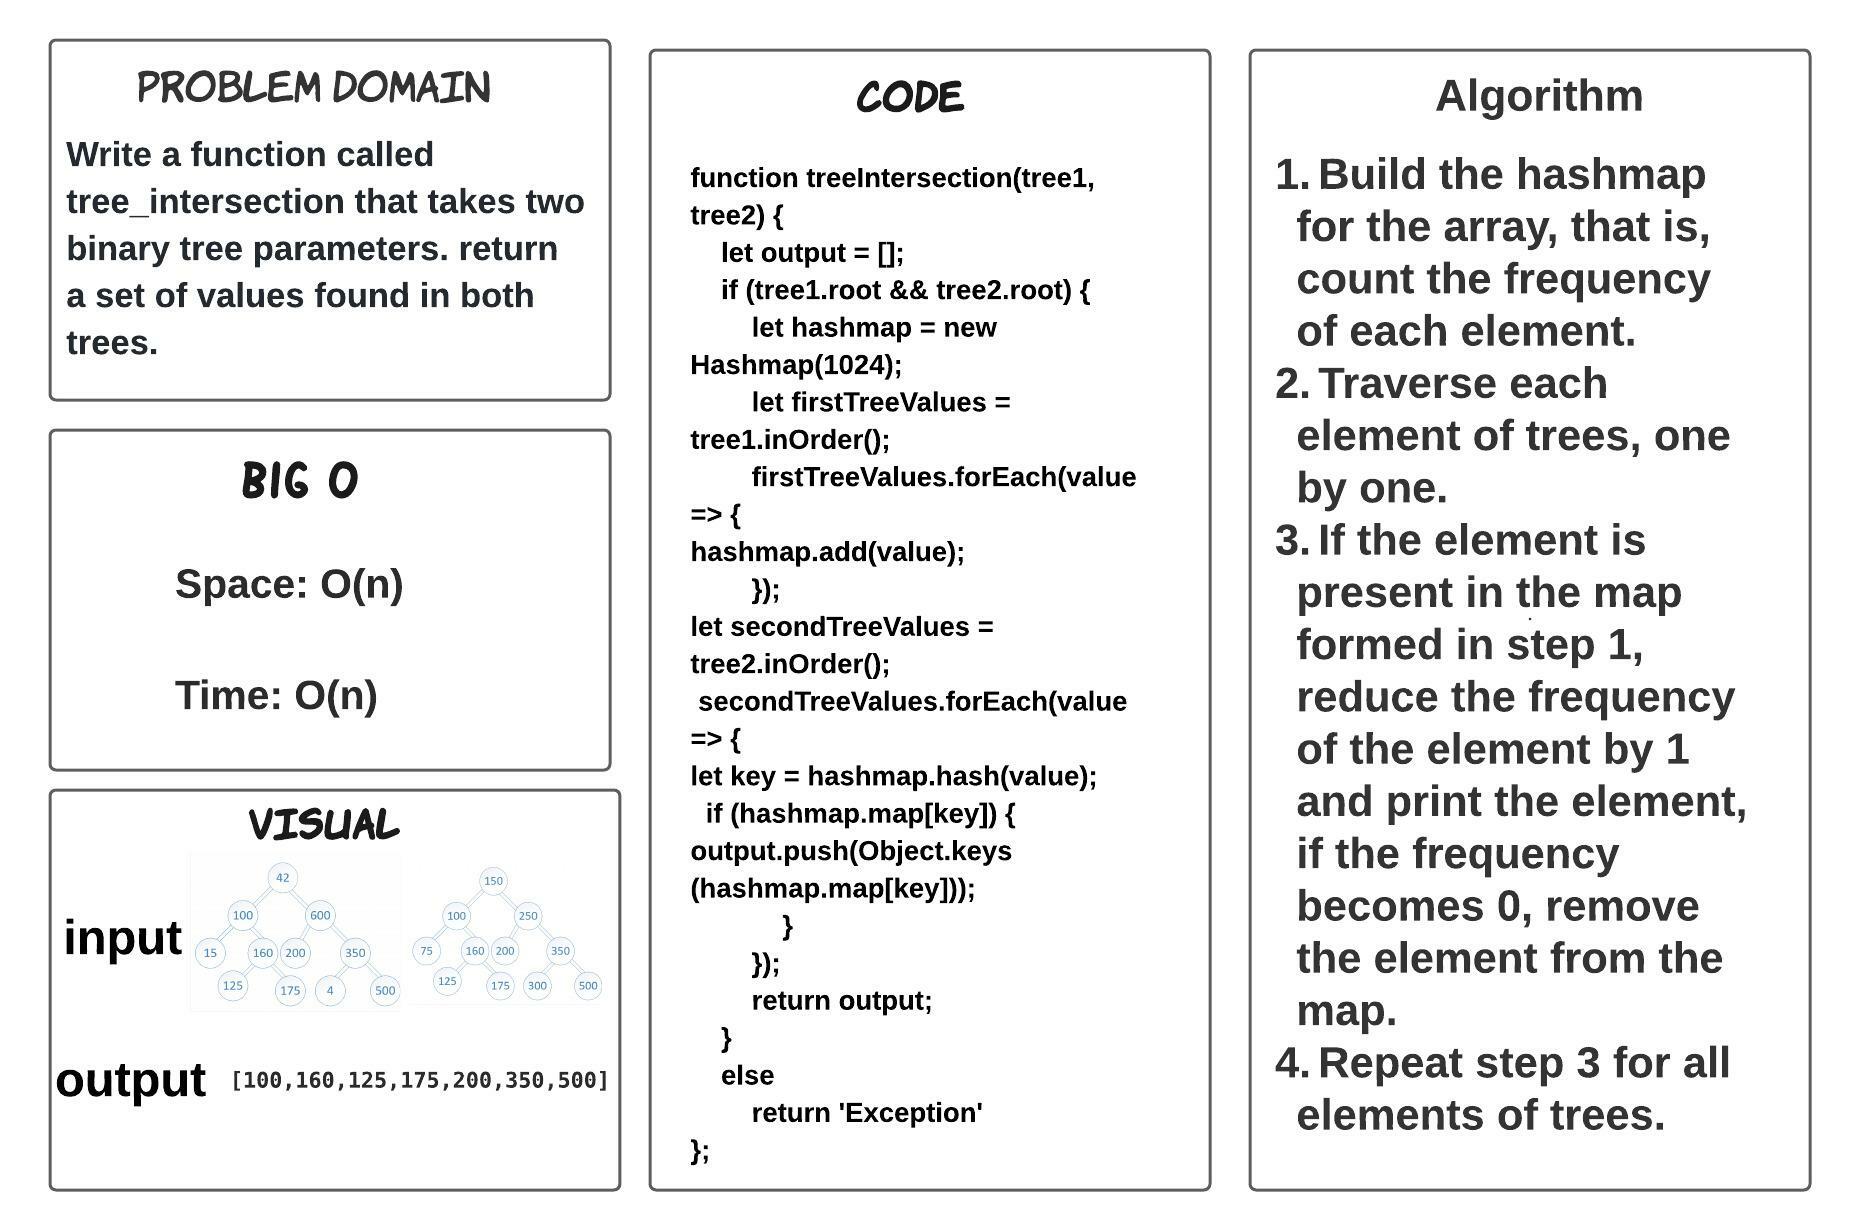 PROBLEM DOMAIN
Write a function called
tree_intersection that takes two
binary tree parameters. return
a set of values found in both
trees.
BIG O
Space: O(n)
Time: O(n)
VISUAL
input
42
100 600
15 160 200 350
125 175 4 500
150
100 250
75 160 200 350
125 175 300 500
output [100,160,125,175,200,350,500]
CODE
function treeIntersection(tree1,
tree2) {
let output = [];
if (tree1.root && tree2.root) {
let hashmap = new
Hashmap(1024);
let firstTreeValues =
tree1.inOrder();
firstTreeValues.forEach(value
=> {
hashmap.add(value);
});
let secondTreeValues =
tree2.inOrder();
secondTreeValues.forEach(value
=> {
let key = hashmap.hash(value);
if (hashmap.map[key]) {
output.push(Object.keys
(hashmap.map[key]));
}
});
return output;
}
else
return 'Exception'
};
Algorithm
1. Build the hashmap
for the array, that is,
count the frequency
of each element.
2. Traverse each
element of trees, one
by one.
3. If the element is
present in the map
formed in step 1,
reduce the frequency
of the element by 1
and print the element,
if the frequency
becomes 0, remove
the element from the
map.
4. Repeat step 3 for all
elements of trees.